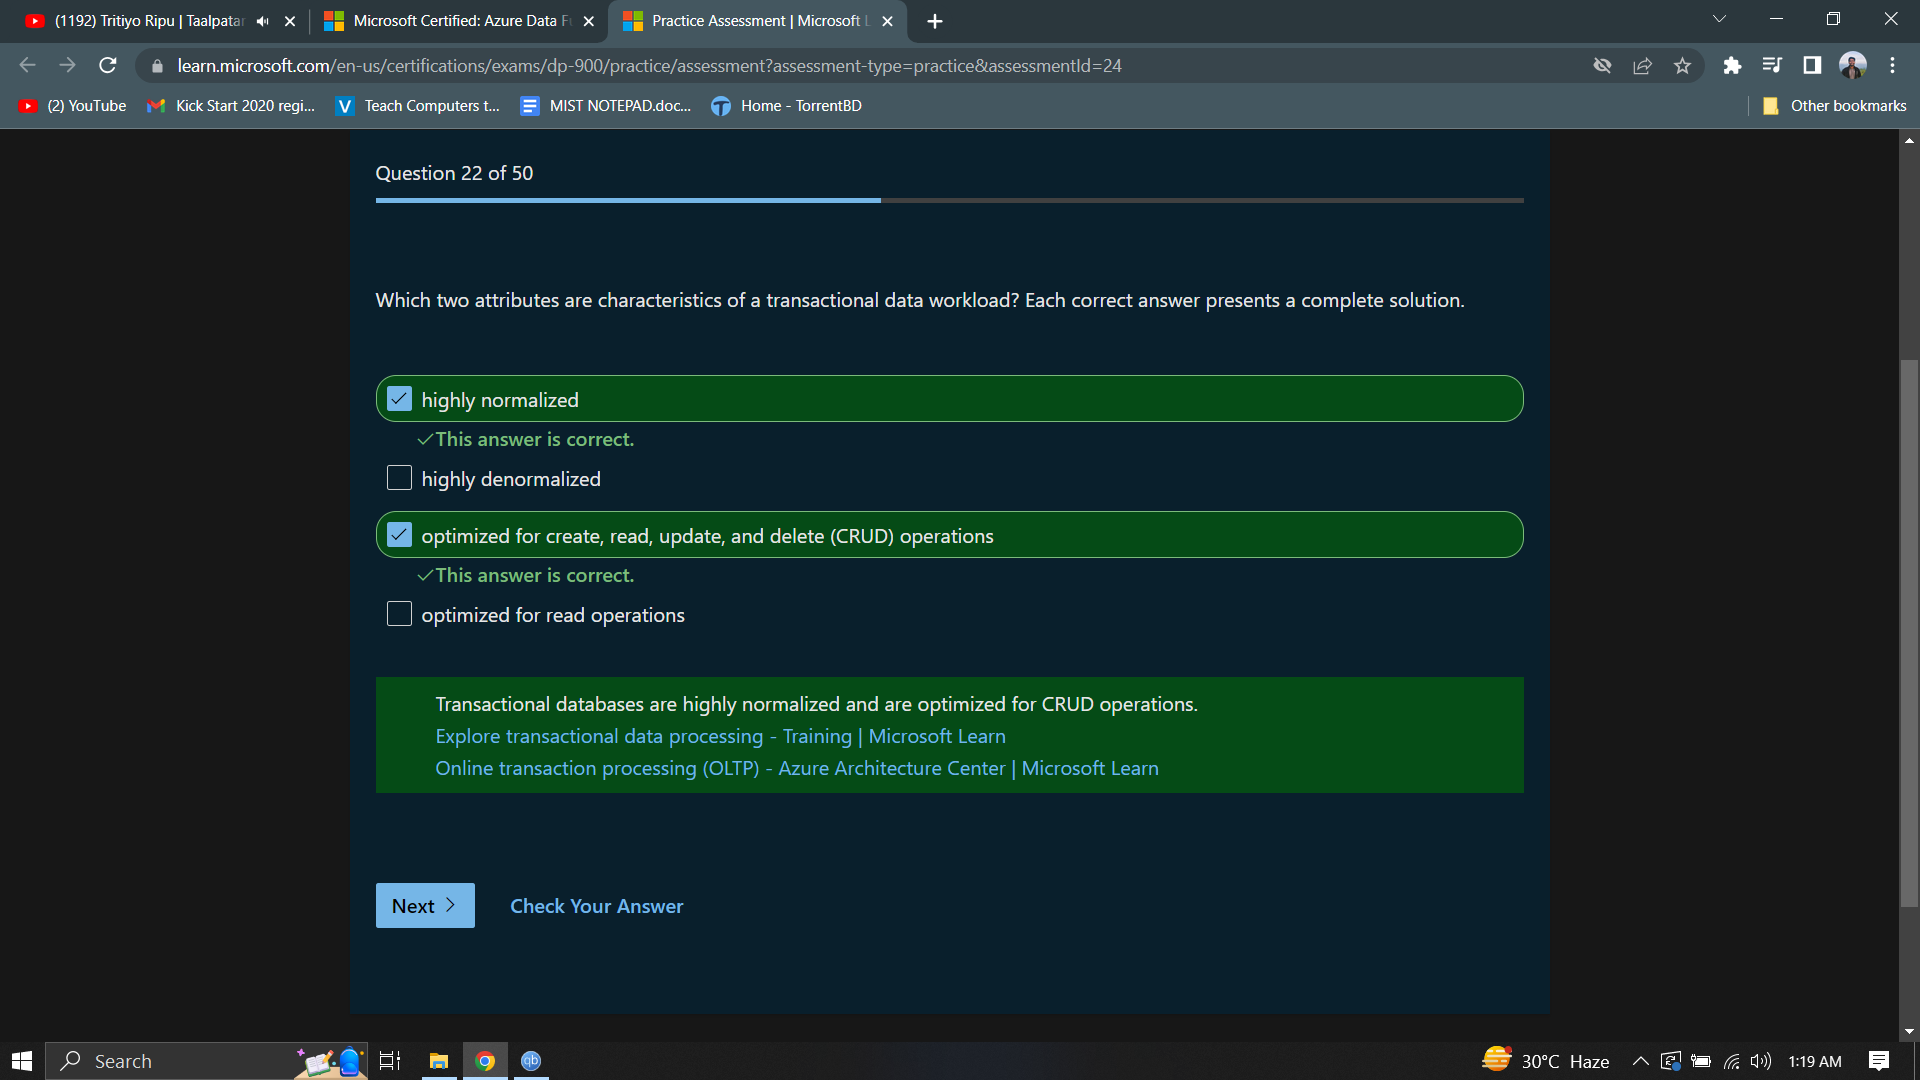 (1192) Tritiyo Ripu | Taalpatar
Microsoft Certified: Azure Data F
Practice Assessment | Microsoft L
learn.microsoft.com/en-us/certifications/exams/dp-900/practice/assessment?assessment-type=practice&assessmentId=24
(2) YouTube
Kick Start 2020 regi...
Teach Computers t...
MIST NOTEPAD.doc...
Home - TorrentBD
Other bookmarks
Question 22 of 50
Which two attributes are characteristics of a transactional data workload? Each correct answer presents a complete solution.
highly normalized
This answer is correct.
highly denormalized
optimized for create, read, update, and delete (CRUD) operations
This answer is correct.
optimized for read operations
Transactional databases are highly normalized and are optimized for CRUD operations.
Explore transactional data processing - Training | Microsoft Learn
Online transaction processing (OLTP) - Azure Architecture Center | Microsoft Learn
Next
Check Your Answer
Search
qb
30°C Haze
1:19 AM